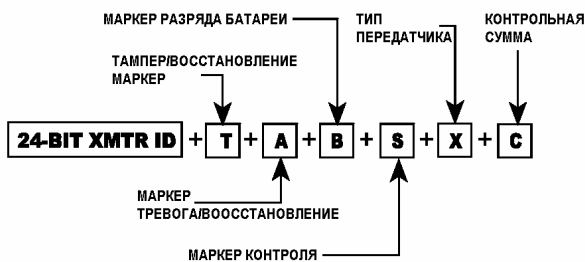 МАРКЕР РАЗРЯДА БАТАРЕИ
ТИП
ПЕРЕДАТЧИКА
КОНТРОЛЬНАЯ
СУММА
ТАМПЕР/ВОССТАНОВЛЕНИЕ
МАРКЕР
24-BIT XMTR ID + T + A + B + S + X + C
МАРКЕР
ТРЕВОГА/ВООССТАНОВЛЕНИЕ
МАРКЕР КОНТРОЛЯ